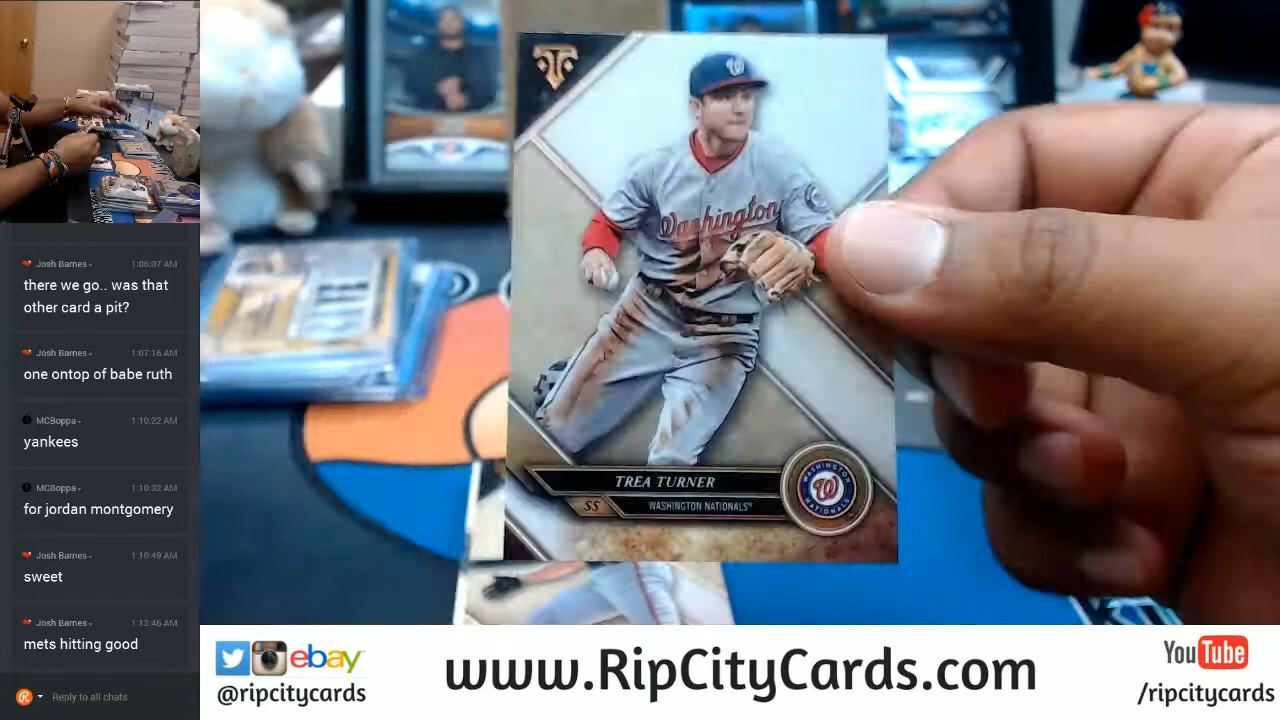 Josh Barnes 1:06:07 AM
there we go.. was that
other card a pit?
Josh Barnes 1:07:16 AM
one ontop of babe ruth
MCBoppa 1:10:22 AM
yankees
MCBoppa 1:10:32 AM
for jordan montgomery
Josh Barnes 1:10:49 AM
sweet
Josh Barnes 1:12:46 AM
mets hitting good
Reply to all chats
W
Washington
TREA TURNER
SS WASHINGTON NATIONALS
WASHINGTON
W
NATIONALS
ebay
@ripcitycards
www.RipCityCards.com
YouTube
/ripcitycards